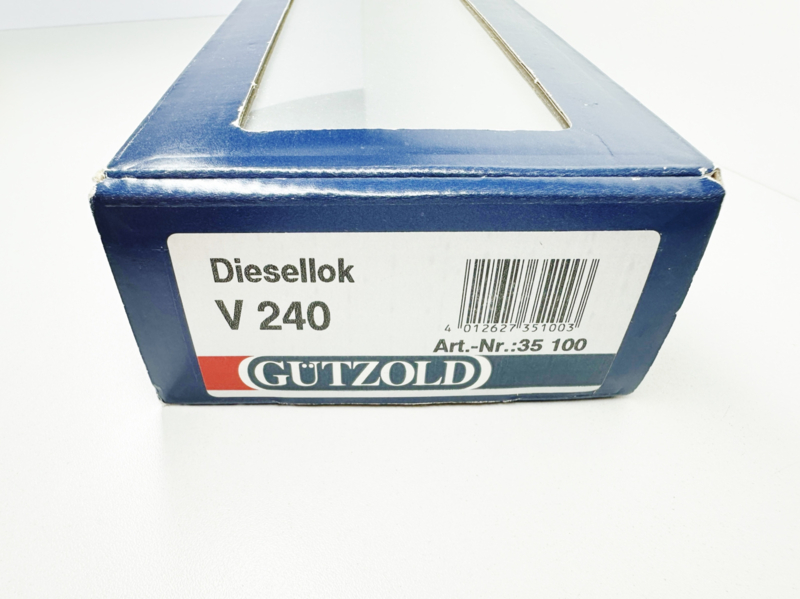 Diesellok
V 240
4 012627 351003
Art.-Nr.:35 100
GÜTZOLD